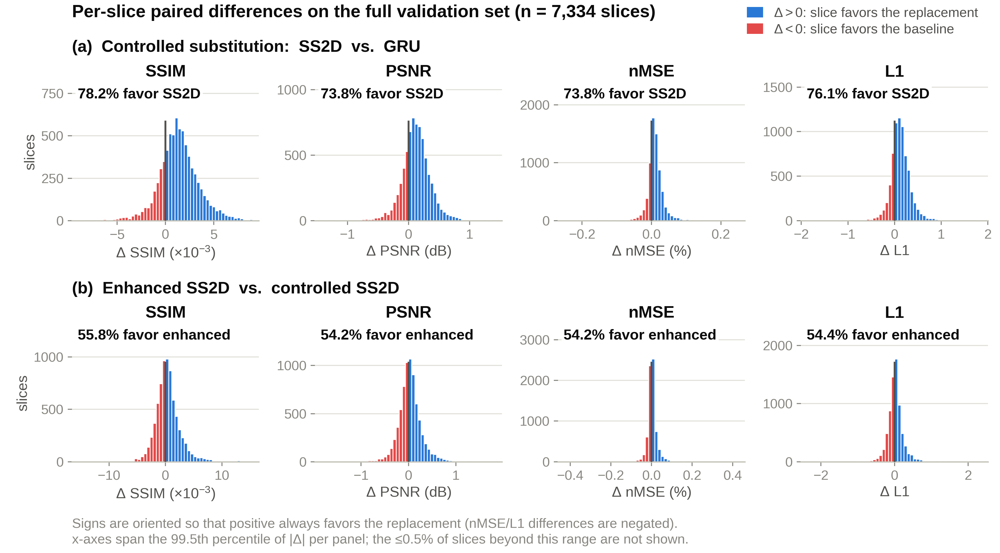 Per-slice paired differences on the full validation set (n = 7,334 slices)
Δ > 0: slice favors the replacement
Δ < 0: slice favors the baseline
(a) Controlled substitution: SS2D vs. GRU
SSIM
PSNR
nMSE
L1
78.2% favor SS2D
73.8% favor SS2D
73.8% favor SS2D
76.1% favor SS2D
slices
750
500
250
0
−5 0 5
Δ SSIM (×10⁻³)
1000
500
0
−1 0 1
Δ PSNR (dB)
2000
1000
0
−0.2 0.0 0.2
Δ nMSE (%)
1500
1000
500
0
−2 −1 0 1 2
Δ L1
(b) Enhanced SS2D vs. controlled SS2D
SSIM
PSNR
nMSE
L1
55.8% favor enhanced
54.2% favor enhanced
54.2% favor enhanced
54.4% favor enhanced
slices
1000
500
0
−10 0 10
Δ SSIM (×10⁻³)
1000
500
0
−1 0 1
Δ PSNR (dB)
3000
2000
1000
0
−0.4 −0.2 0.0 0.2 0.4
Δ nMSE (%)
2000
1000
0
−2 0 2
Δ L1
Signs are oriented so that positive always favors the replacement (nMSE/L1 differences are negated).
x-axes span the 99.5th percentile of |Δ| per panel; the ≤0.5% of slices beyond this range are not shown.